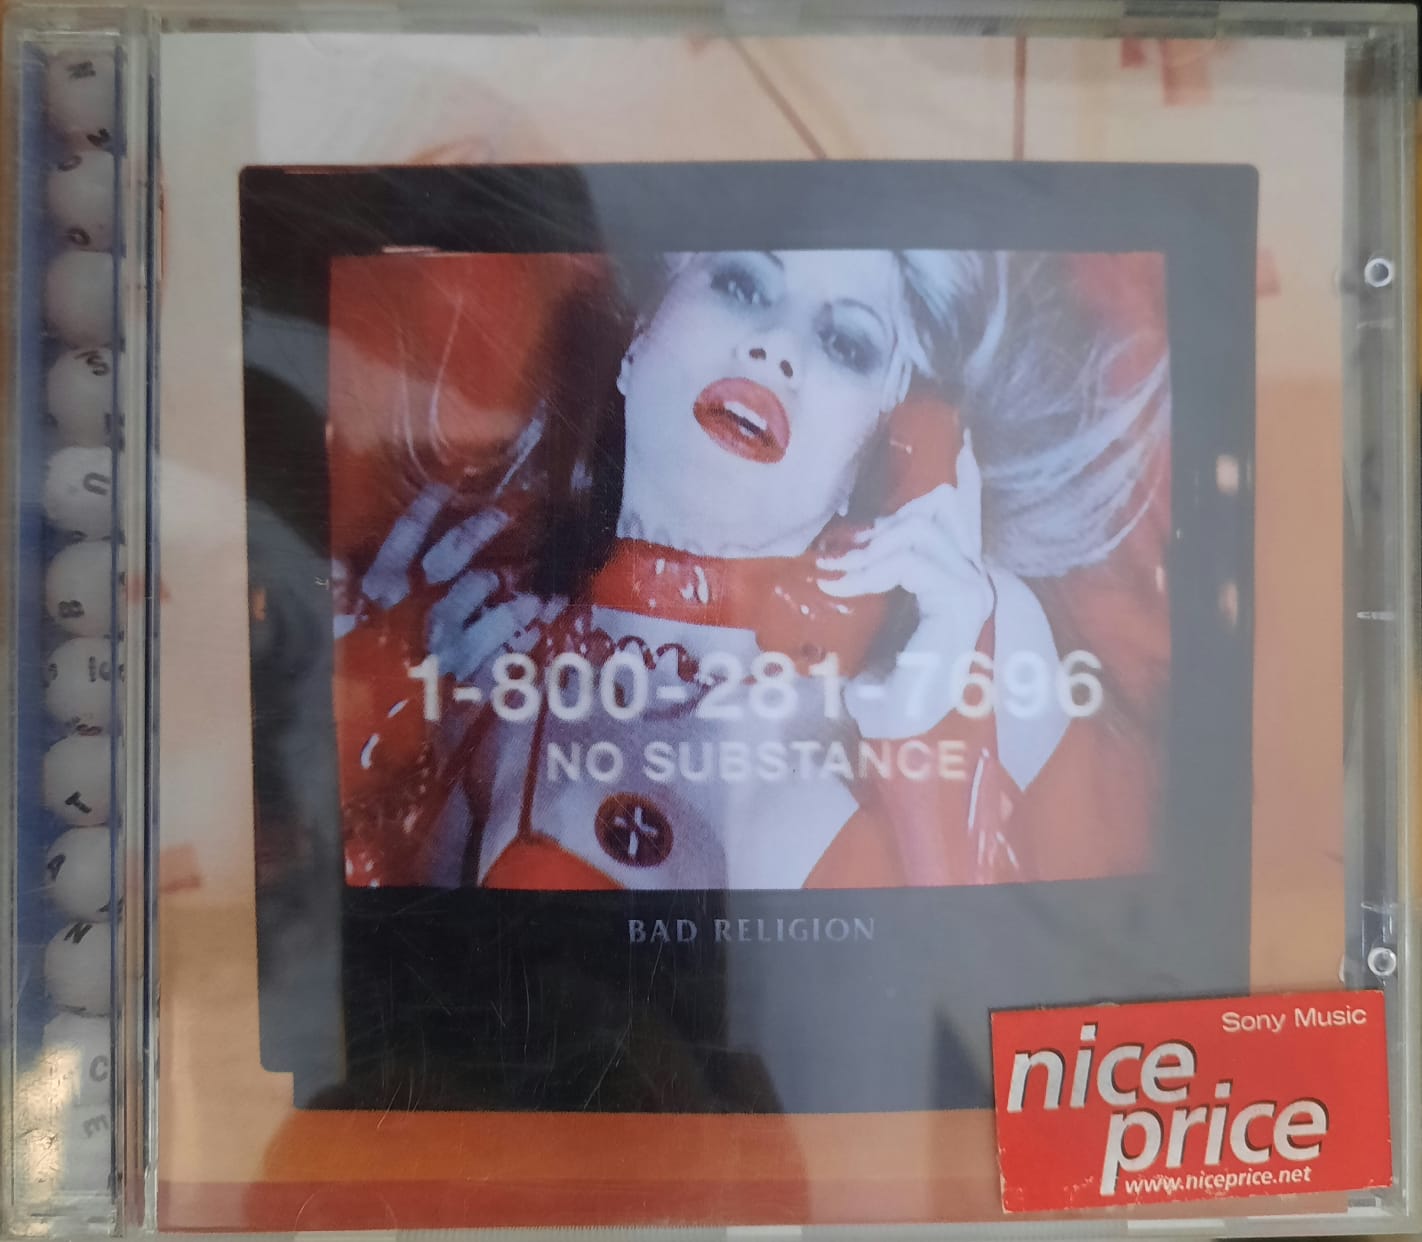 1-800-281-7696
NO SUBSTANCE
BAD RELIGION
Sony Music
nice
price
www.niceprice.net